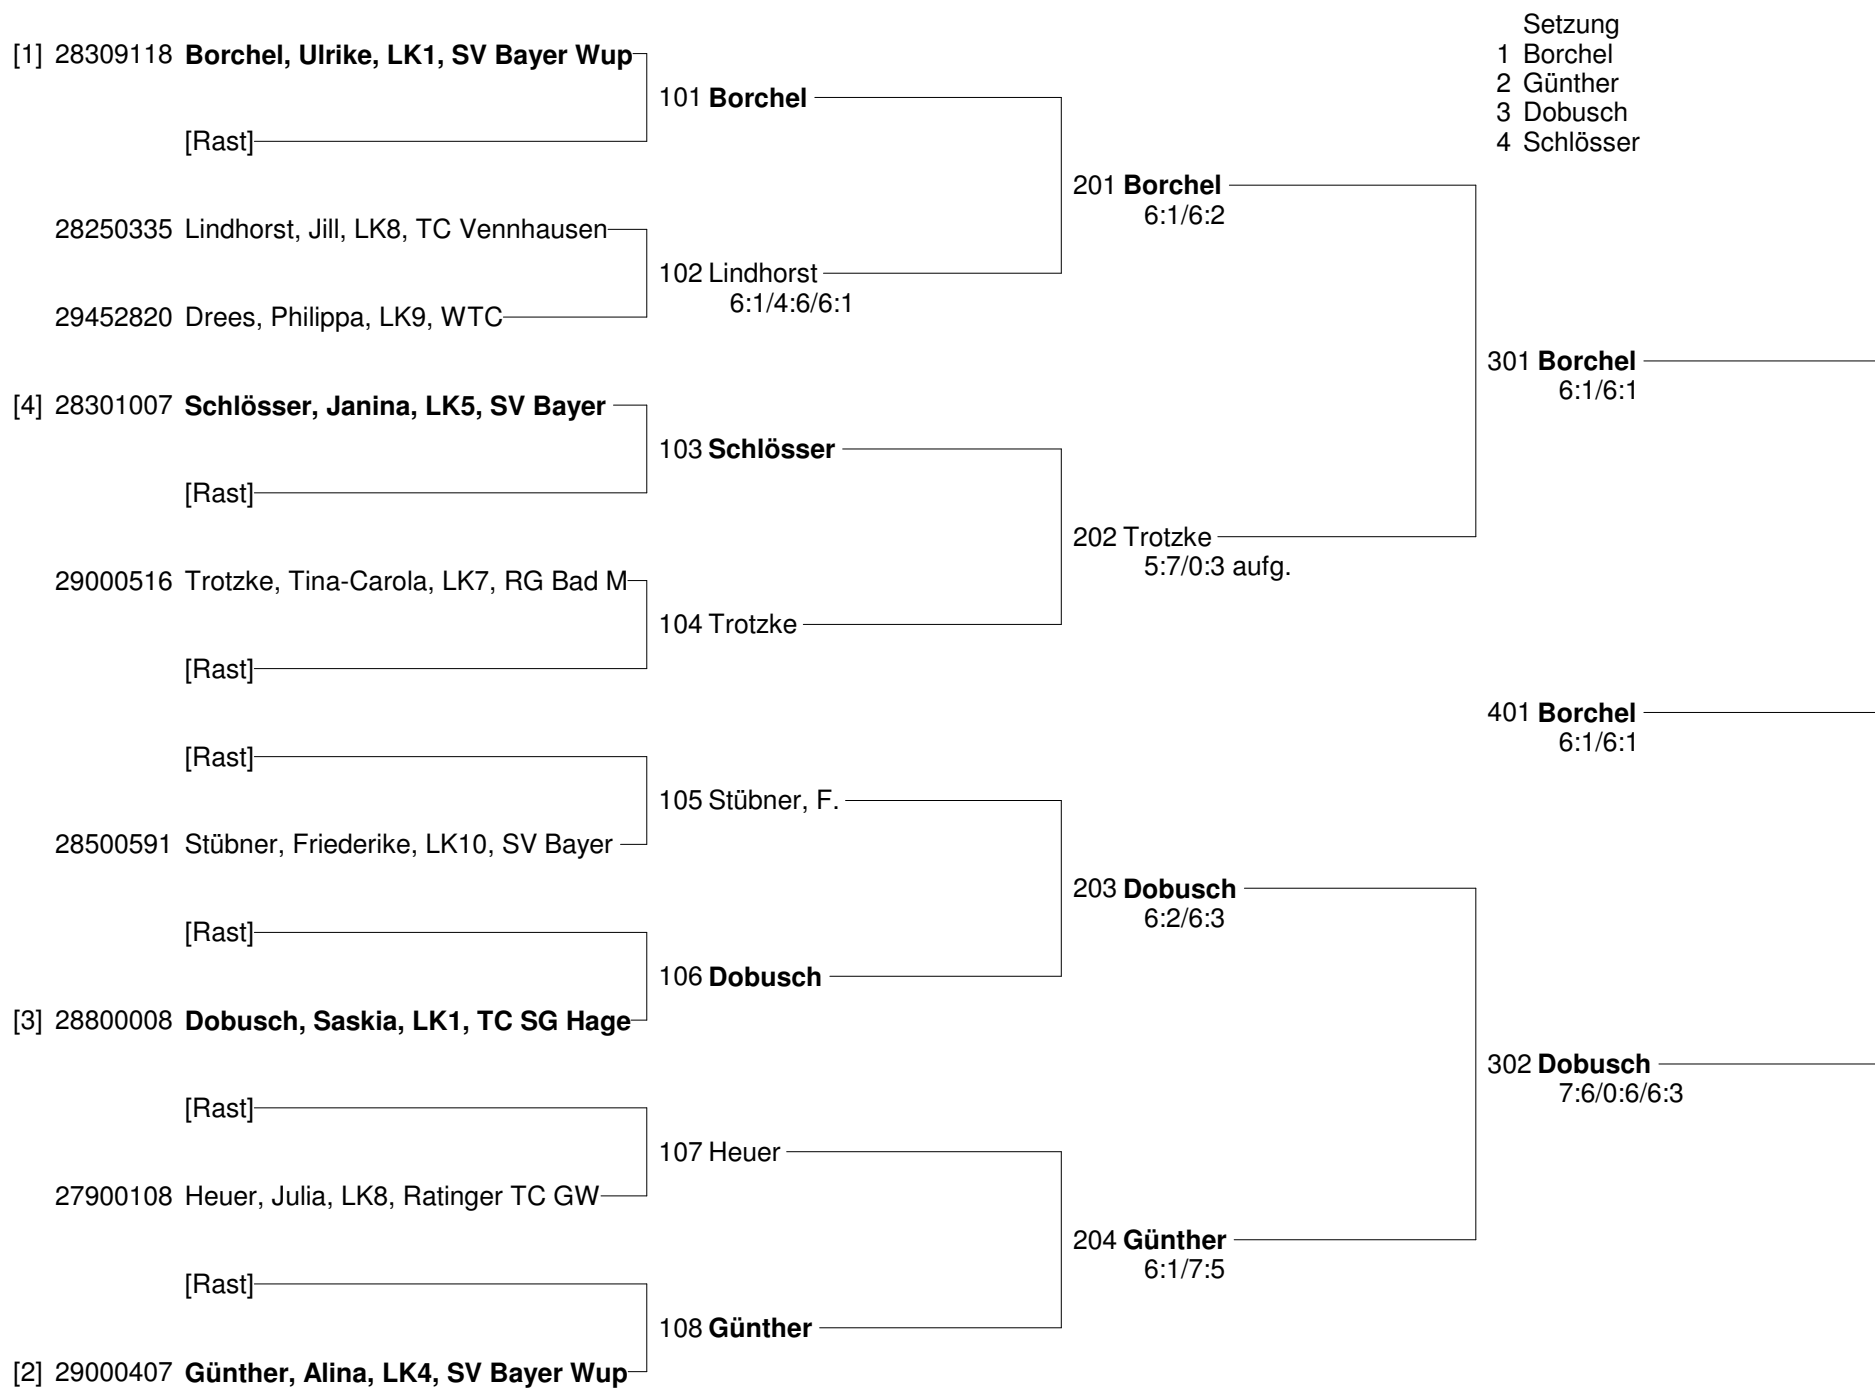 Setzung
1 Borchel
2 Günther
3 Dobusch
4 Schlösser
[1] 28309118 Borchel, Ulrike, LK1, SV Bayer Wup
101 Borchel
[Rast]
201 Borchel
6:1/6:2
28250335 Lindhorst, Jill, LK8, TC Vennhausen
102 Lindhorst
6:1/4:6/6:1
29452820 Drees, Philippa, LK9, WTC
301 Borchel
6:1/6:1
[4] 28301007 Schlösser, Janina, LK5, SV Bayer
103 Schlösser
[Rast]
202 Trotzke
5:7/0:3 aufg.
29000516 Trotzke, Tina-Carola, LK7, RG Bad M
104 Trotzke
[Rast]
401 Borchel
6:1/6:1
[Rast]
105 Stübner, F.
28500591 Stübner, Friederike, LK10, SV Bayer
203 Dobusch
6:2/6:3
[Rast]
106 Dobusch
[3] 28800008 Dobusch, Saskia, LK1, TC SG Hage
302 Dobusch
7:6/0:6/6:3
[Rast]
107 Heuer
27900108 Heuer, Julia, LK8, Ratinger TC GW
204 Günther
6:1/7:5
[Rast]
108 Günther
[2] 29000407 Günther, Alina, LK4, SV Bayer Wup